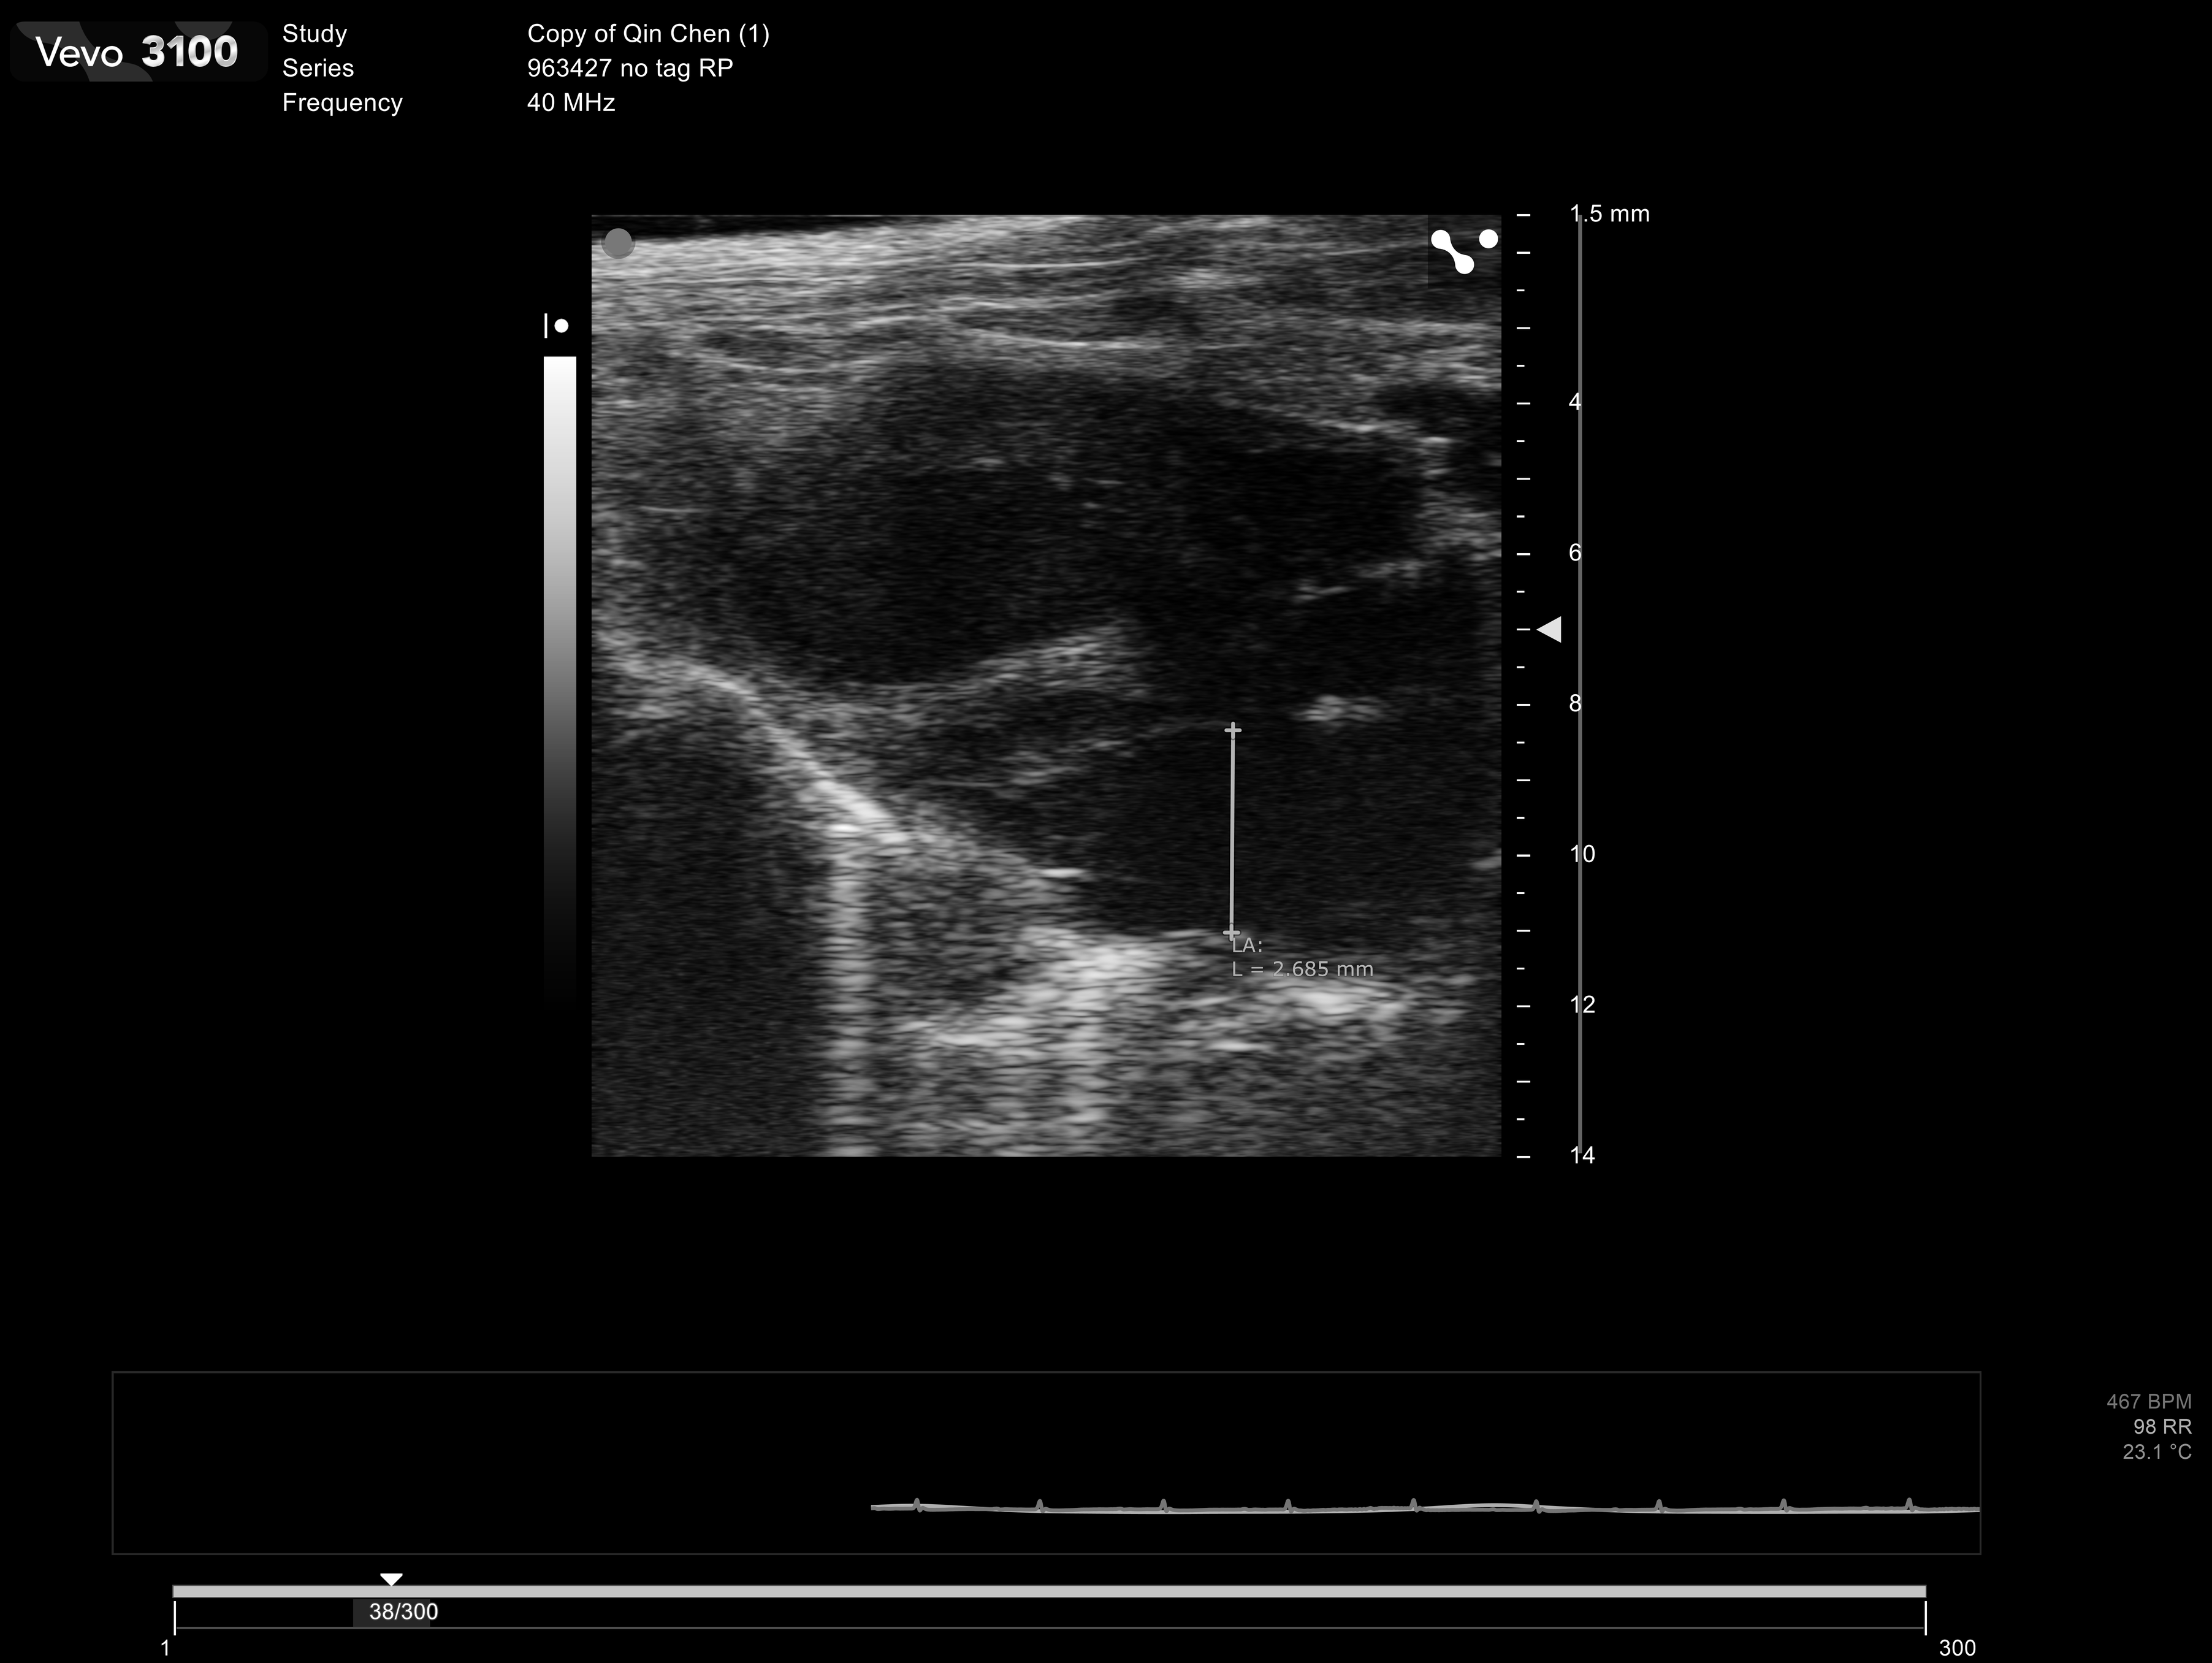 Vevo 3100
Study Copy of Qin Chen (1)
Series 963427 no tag RP
Frequency 40 MHz
1.5 mm
4
6
8
10
12
14
LA:
L = 2.685 mm
467 BPM
98 RR
23.1 °C
38/300
1
300